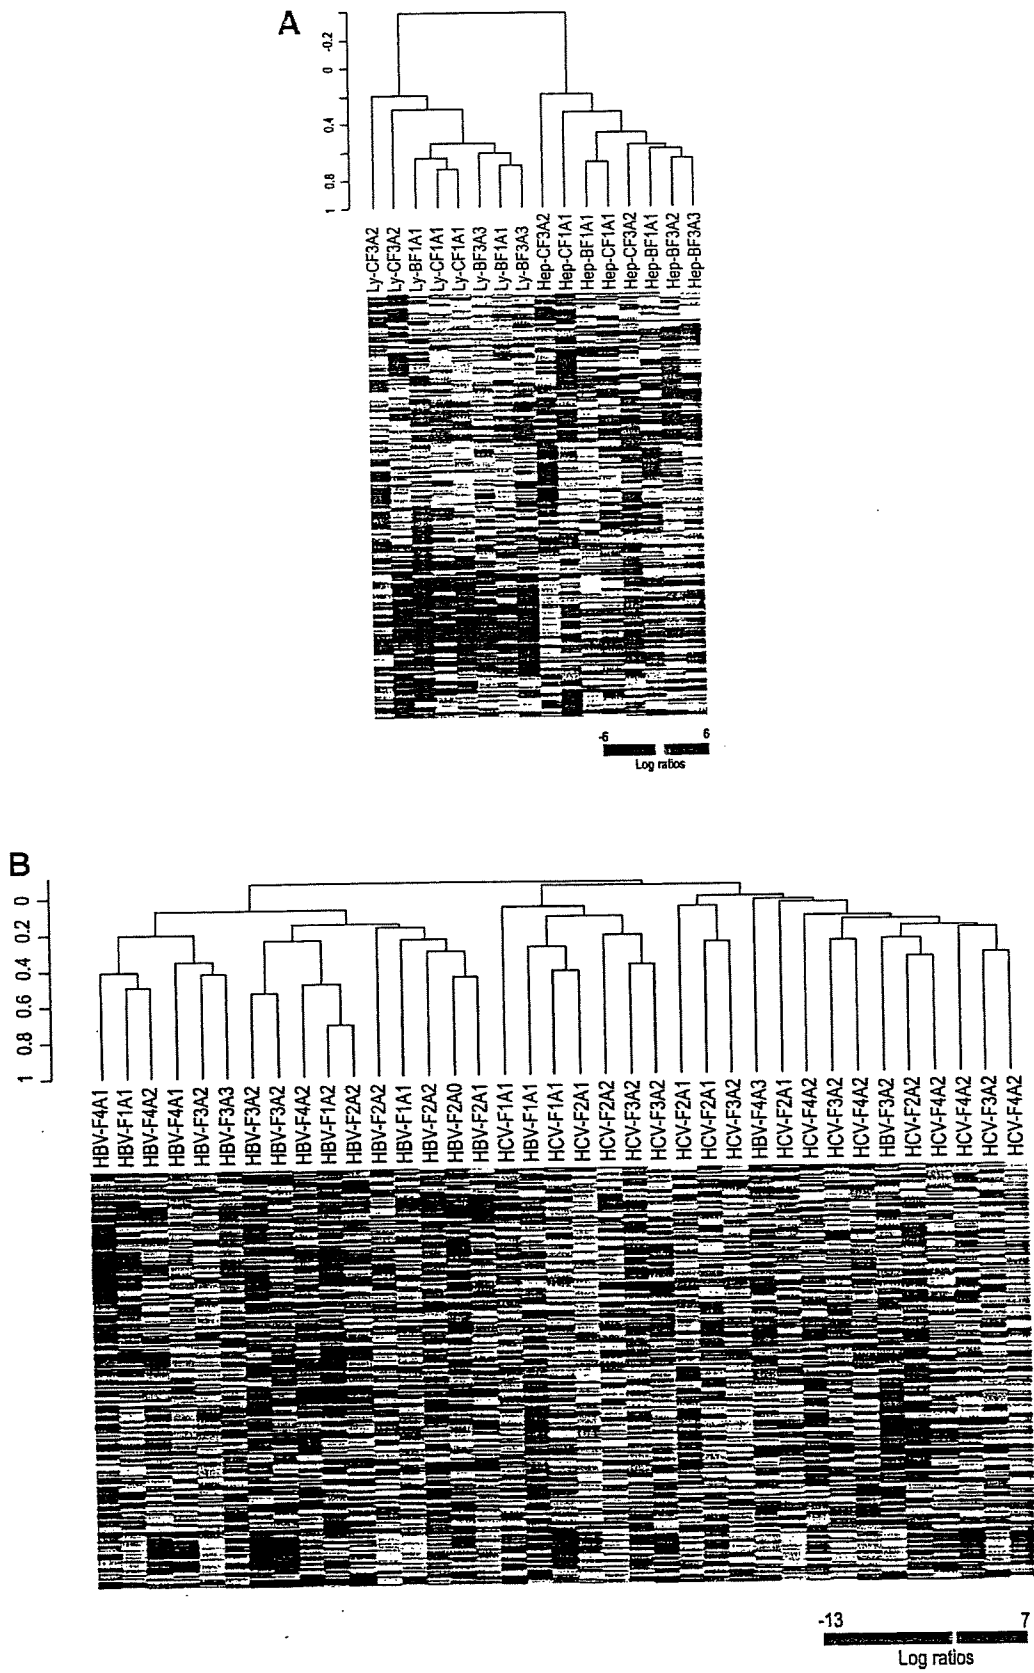 A
-0.2
0
0.4
0.8
1
Ly-CF3A2
Ly-CF3A2
Ly-BF1A1
Ly-CF1A1
Ly-CF1A1
Ly-BF3A3
Ly-BF1A1
Ly-BF3A3
Hep-CF3A2
Hep-CF1A1
Hep-BF1A1
Hep-CF1A1
Hep-CF3A2
Hep-BF1A1
Hep-BF3A2
Hep-BF3A3
-6 6
Log ratios
B
0
0.2
0.4
0.6
0.8
1
HBV-F4A1
HBV-F1A1
HBV-F4A2
HBV-F4A1
HBV-F3A2
HBV-F3A3
HBV-F3A2
HBV-F3A2
HBV-F4A2
HBV-F1A2
HBV-F2A2
HBV-F2A2
HBV-F1A1
HBV-F2A2
HBV-F2A0
HBV-F2A1
HCV-F1A1
HBV-F1A1
HCV-F1A1
HCV-F2A1
HCV-F2A2
HCV-F3A2
HCV-F3A2
HCV-F2A1
HCV-F2A1
HCV-F3A2
HBV-F4A3
HCV-F2A1
HCV-F4A2
HCV-F3A2
HCV-F4A2
HBV-F3A2
HCV-F2A2
HCV-F4A2
HCV-F4A2
HCV-F3A2
HCV-F4A2
-13 7
Log ratios